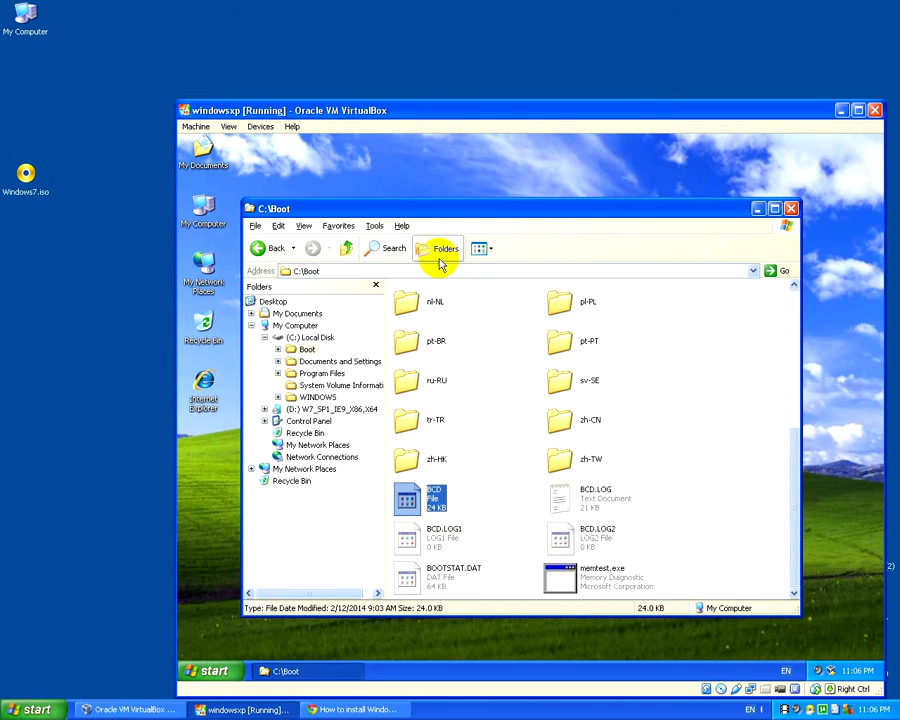 My Computer
Windows7.iso
windowsxp [Running] - Oracle VM VirtualBox
Machine View Devices Help
My Documents
My Computer
My Network
Places
Recycle Bin
Internet
Explorer
C:\Boot
File Edit View Favorites Tools Help
Back Search Folders
Address C:\Boot Go
Folders
Desktop
My Documents
My Computer
(C:) Local Disk
Boot
Documents and Settings
Program Files
System Volume Informati
WINDOWS
(D:) W7_SP1_IE9_X86,X64
Control Panel
Recycle Bin
My Network Places
Network Connections
My Network Places
Recycle Bin
nl-NL pl-PL
pt-BR pt-PT
ru-RU sv-SE
tr-TR zh-CN
zh-HK zh-TW
BCD
File
24 KB
BCD.LOG
Text Document
21 KB
BCD.LOG1
LOG1 File
0 KB
BCD.LOG2
LOG2 File
0 KB
BOOTSTAT.DAT
DAT File
64 KB
memtest.exe
Memory Diagnostic
Microsoft Corporation
Type: File Date Modified: 2/12/2014 9:03 AM Size: 24.0 KB 24.0 KB My Computer
2)
start C:\Boot EN 11:06 PM
Right Ctrl
start Oracle VM VirtualBox ... windowsxp [Running]... How to install Windo... EN 11:06 PM